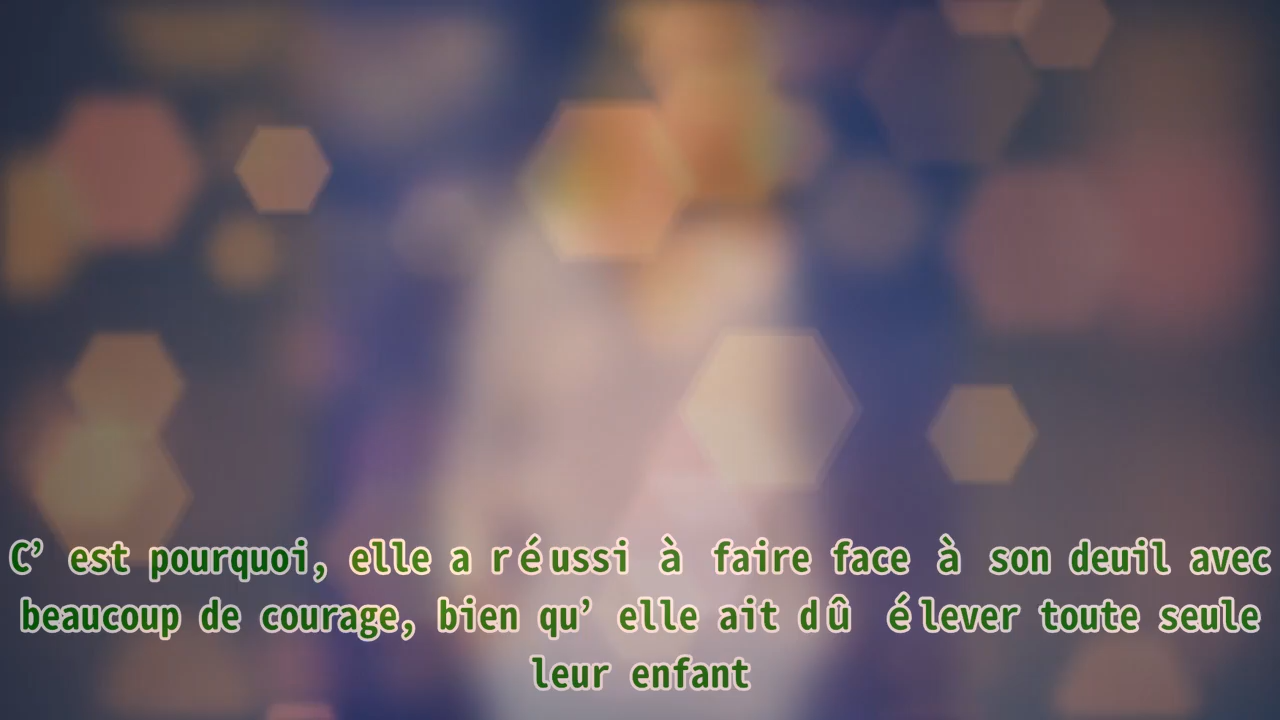 C’ est pourquoi, elle a réussi à faire face à son deuil avec
beaucoup de courage, bien qu’ elle ait dû élever toute seule
leur enfant